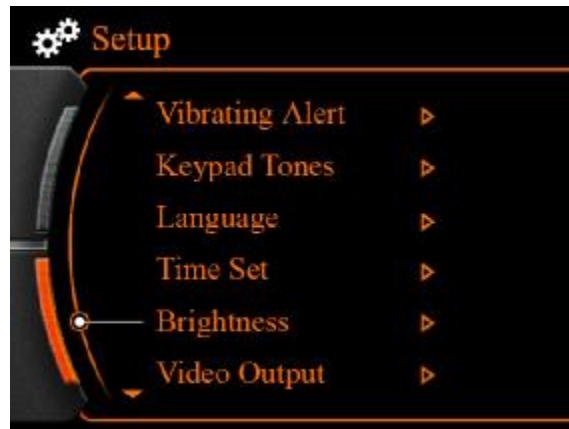 Setup
Vibrating Alert
Keypad Tones
Language
Time Set
Brightness
Video Output